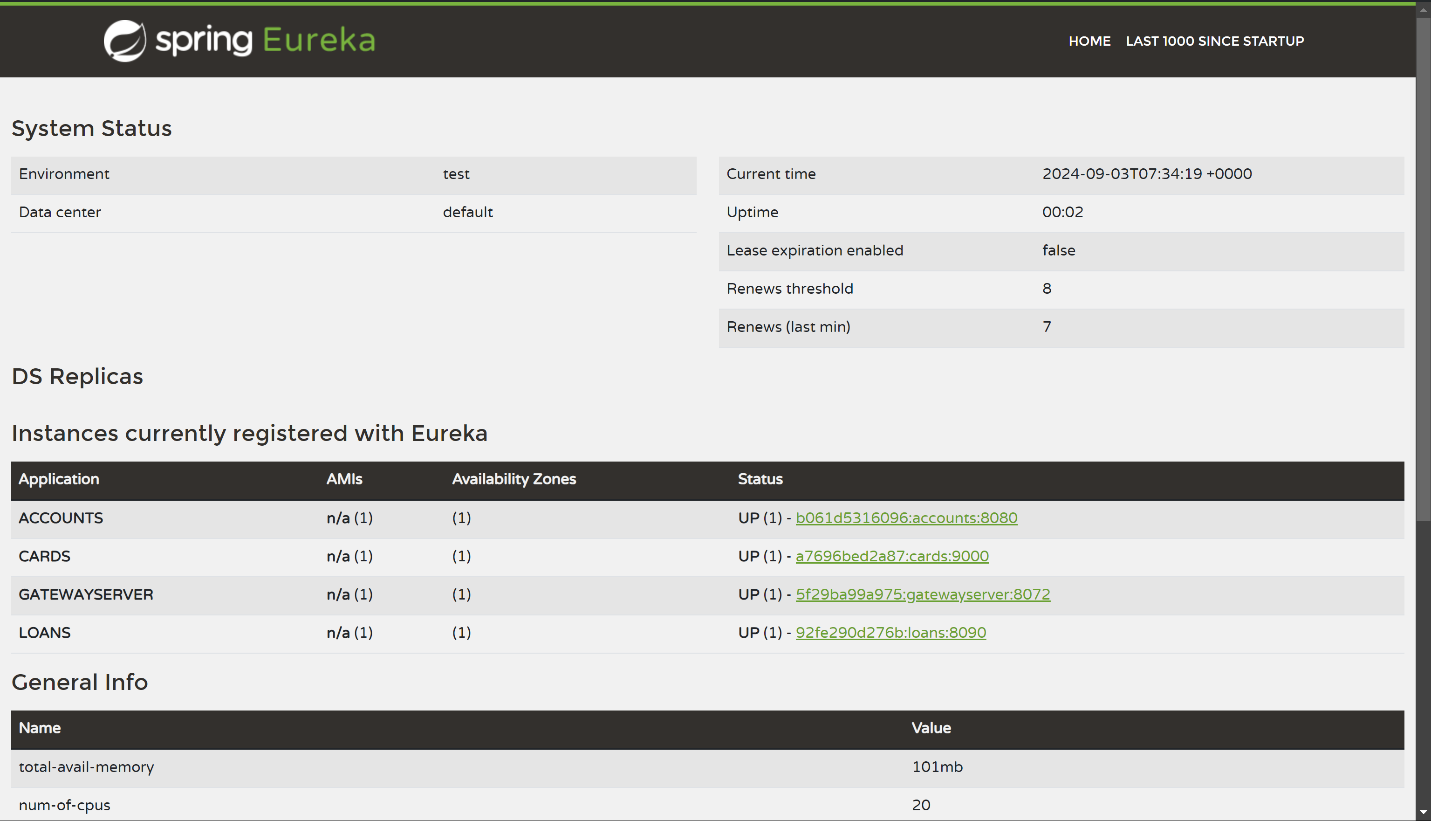 spring Eureka
HOME LAST 1000 SINCE STARTUP
System Status
Environment test
Data center default
Current time 2024-09-03T07:34:19 +0000
Uptime 00:02
Lease expiration enabled false
Renews threshold 8
Renews (last min) 7
DS Replicas
Instances currently registered with Eureka
Application AMIs Availability Zones Status
ACCOUNTS n/a (1) (1) UP (1) - b061d5316096:accounts:8080
CARDS n/a (1) (1) UP (1) - a7696bed2a87:cards:9000
GATEWAYSERVER n/a (1) (1) UP (1) - 5f29ba99a975:gatewayserver:8072
LOANS n/a (1) (1) UP (1) - 92fe290d276b:loans:8090
General Info
Name Value
total-avail-memory 101mb
num-of-cpus 20